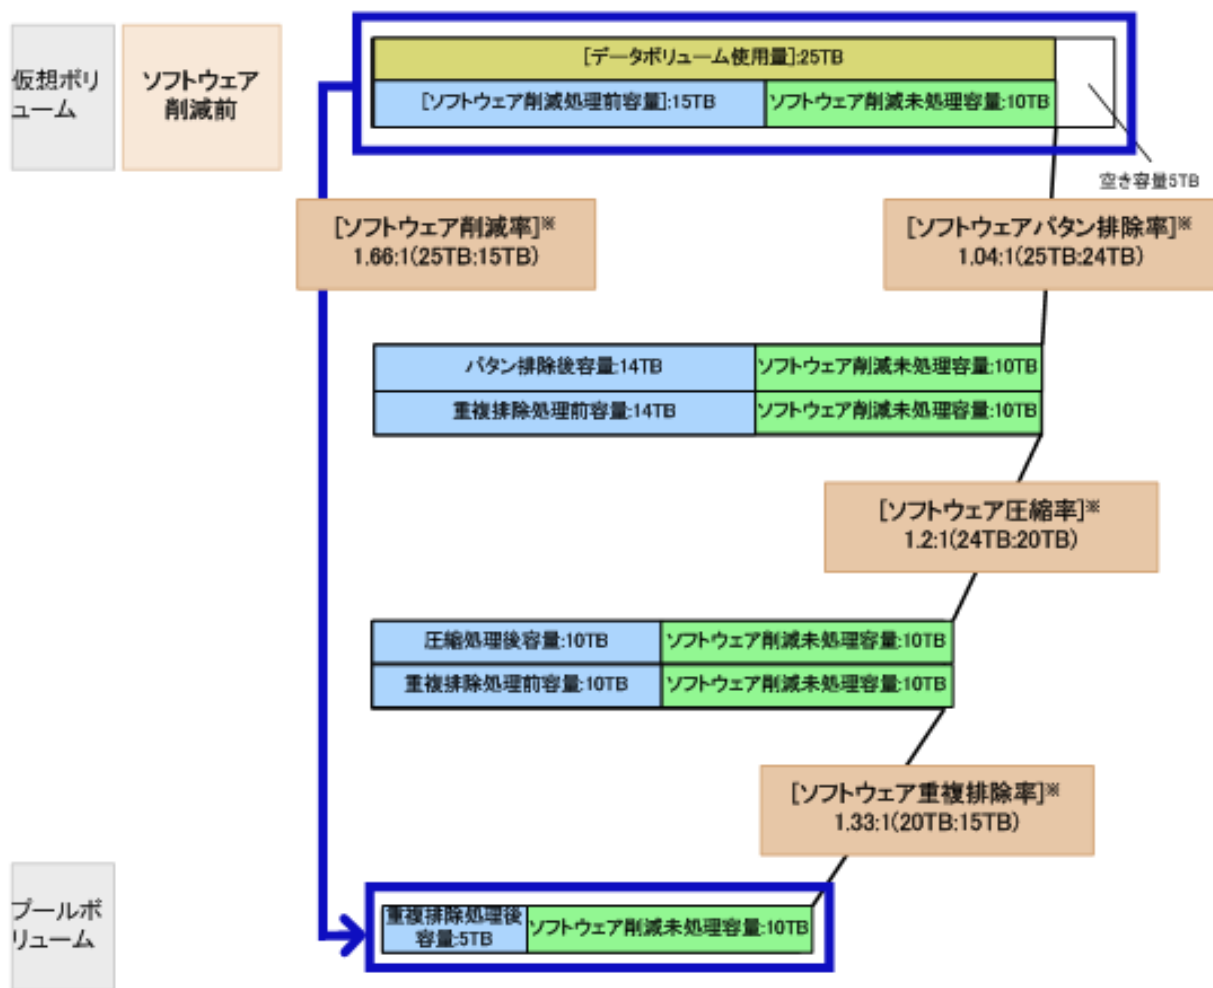 仮想ボリ
ューム
ソフトウェア
削減前
[データボリューム使用量]:25TB
[ソフトウェア削減処理前容量]:15TB
ソフトウェア削減未処理容量:10TB
空き容量5TB
[ソフトウェア削減率]※
1.66:1(25TB:15TB)
[ソフトウェアパタン排除率]※
1.04:1(25TB:24TB)
パタン排除後容量:14TB
ソフトウェア削減未処理容量:10TB
重複排除処理前容量:14TB
ソフトウェア削減未処理容量:10TB
[ソフトウェア圧縮率]※
1.2:1(24TB:20TB)
圧縮処理後容量:10TB
ソフトウェア削減未処理容量:10TB
重複排除処理前容量:10TB
ソフトウェア削減未処理容量:10TB
[ソフトウェア重複排除率]※
1.33:1(20TB:15TB)
プールボ
リューム
重複排除処理後
容量:5TB
ソフトウェア削減未処理容量:10TB